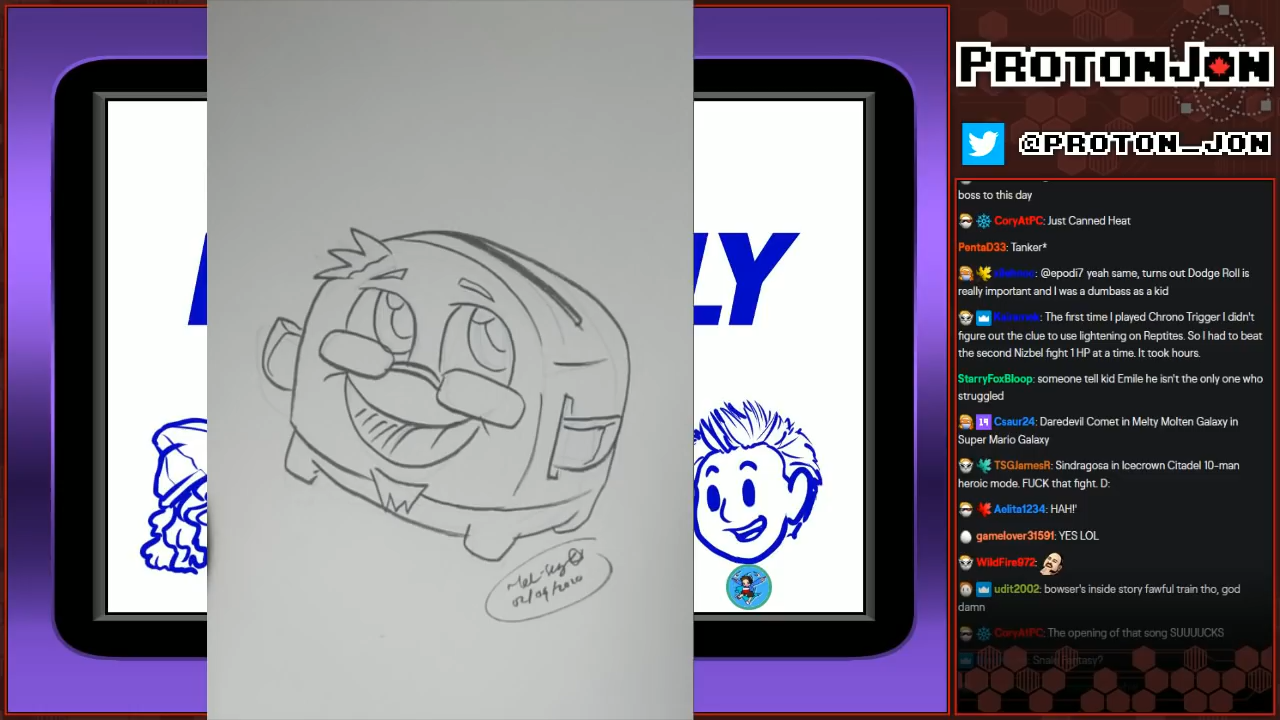 PROTONJON
@PROTON_JON
boss to this day
CoryAtPC: Just Canned Heat
PentaD33: Tanker*
@epodi7 yeah same, turns out Dodge Roll is
really important and I was a dumbass as a kid
The first time I played Chrono Trigger I didn't
figure out the clue to use lightening on Reptites. So I had to beat
the second Nizbel fight 1 HP at a time. It took hours.
StarryFoxBloop: someone tell kid Emile he isn't the only one who
struggled
19 Csaur24: Daredevil Comet in Melty Molten Galaxy in
Super Mario Galaxy
TSGJamesR: Sindragosa in Icecrown Citadel 10-man
heroic mode. FUCK that fight. D:
Aelita1234: HAH!'
gamelover31591: YES LOL
WildFire972:
udit2002: bowser's inside story fawful train tho, god
damn
CoryAtPC: The opening of that song SUUUUCKS
Snake Fantasy?
LY
02/04/2020